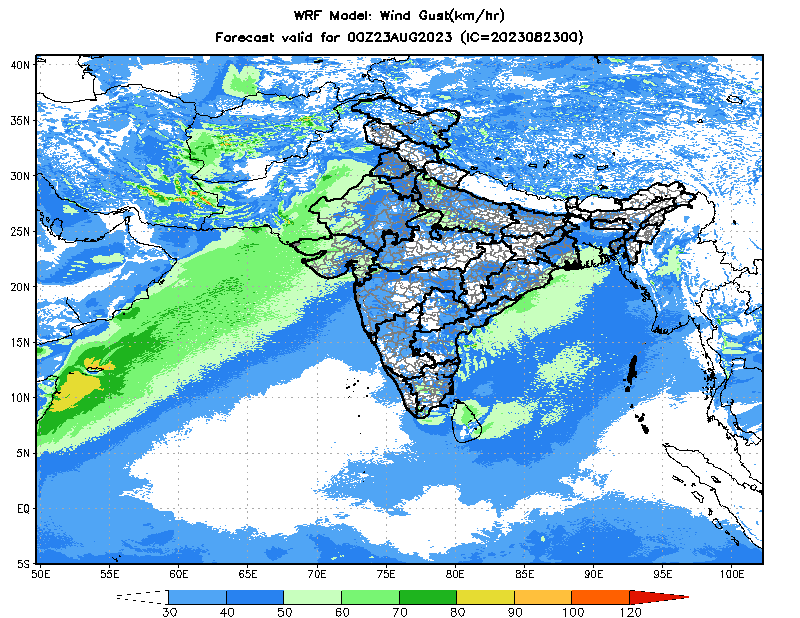 WRF Model: Wind Gust(km/hr)
Forecast valid for 00Z23AUG2023 (IC=2023082300)
40N
35N
30N
25N
20N
15N
10N
5N
EQ
5S
50E 55E 60E 65E 70E 75E 80E 85E 90E 95E 100E
30 40 50 60 70 80 90 100 120